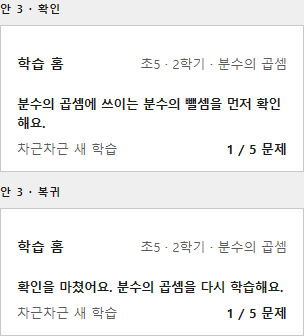 안 3 · 확인
학습 홈
초5 · 2학기 · 분수의 곱셈
분수의 곱셈에 쓰이는 분수의 뺄셈을 먼저 확인
해요.
차근차근 새 학습
1 / 5 문제
안 3 · 복귀
학습 홈
초5 · 2학기 · 분수의 곱셈
확인을 마쳤어요. 분수의 곱셈을 다시 학습해요.
차근차근 새 학습
1 / 5 문제